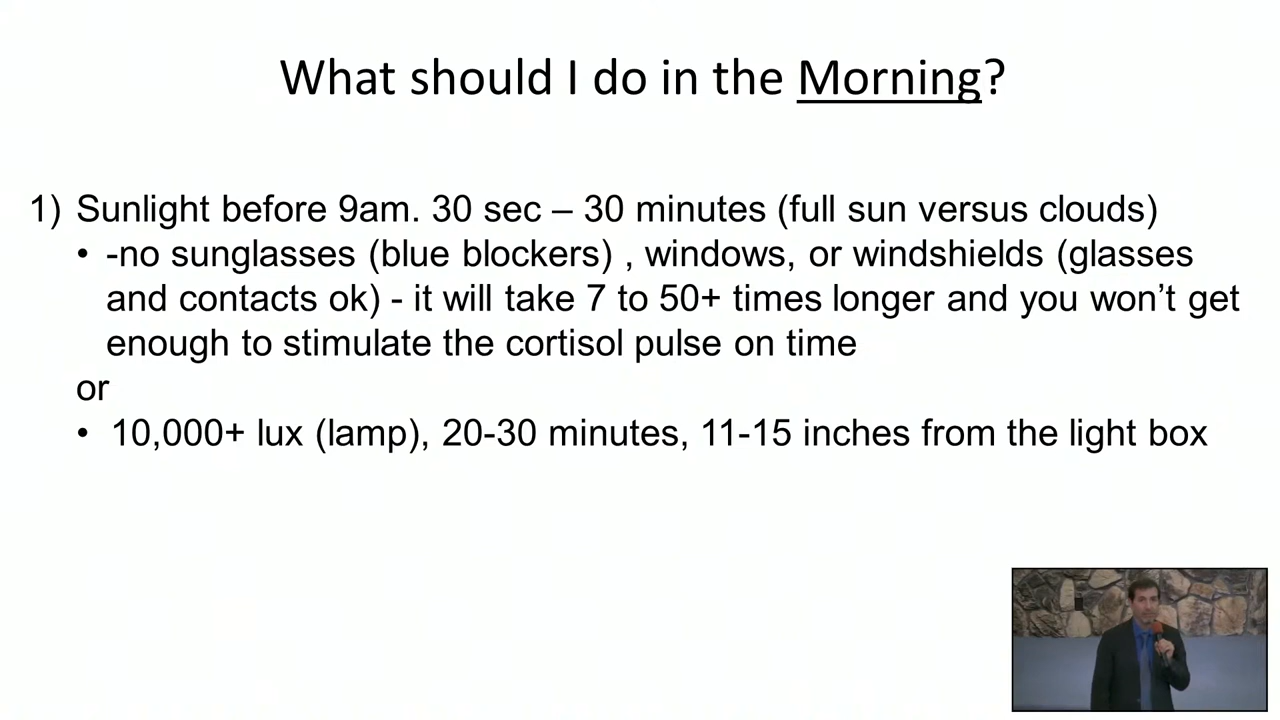 What should I do in the Morning?
1) Sunlight before 9am. 30 sec – 30 minutes (full sun versus clouds)
• -no sunglasses (blue blockers) , windows, or windshields (glasses
and contacts ok) - it will take 7 to 50+ times longer and you won’t get
enough to stimulate the cortisol pulse on time
or
• 10,000+ lux (lamp), 20-30 minutes, 11-15 inches from the light box